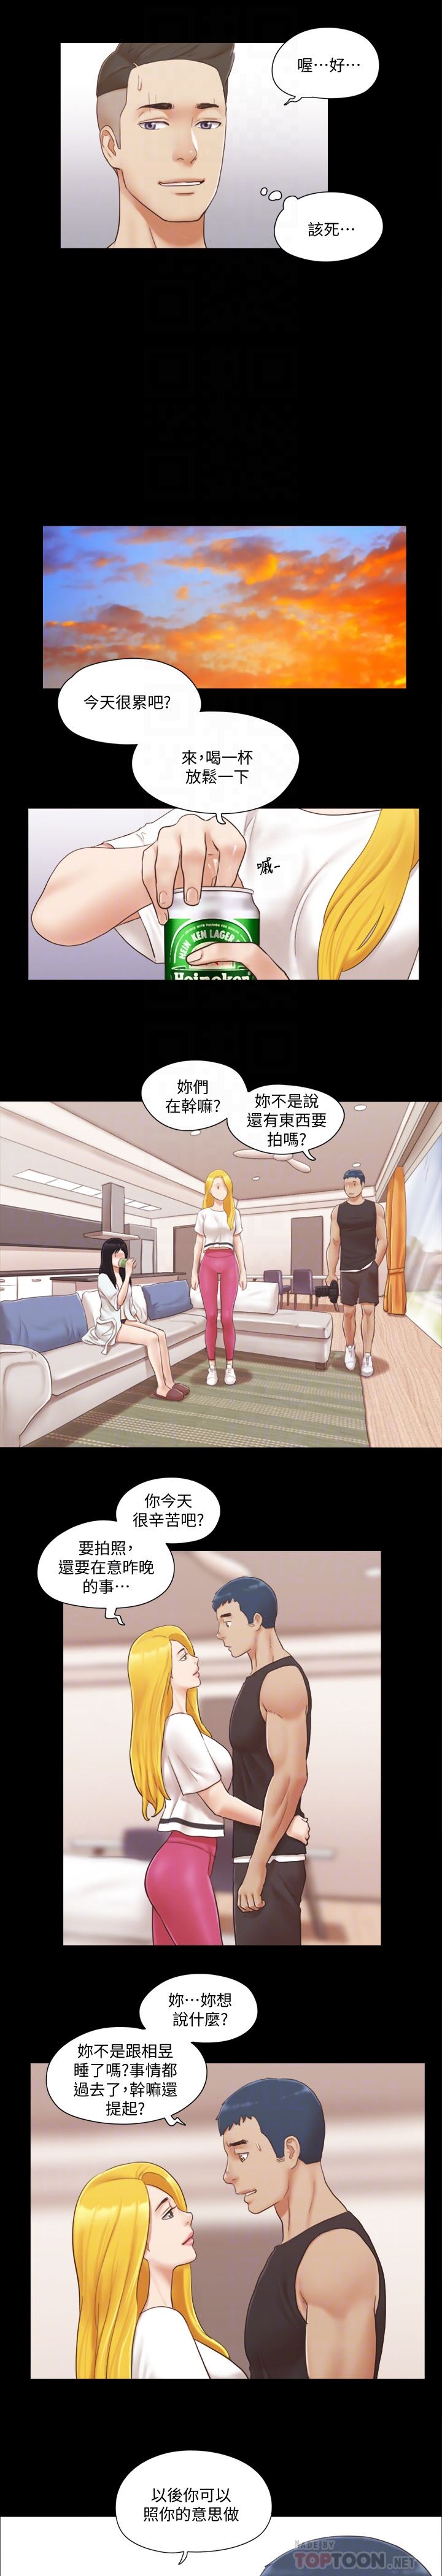 喔…好…
該死…
今天很累吧?
來,喝一杯
放鬆一下
嘁-
HEINEKEN LAGER
Heineken
妳們
在幹嘛?
妳不是說
還有東西要
拍嗎?
你今天
很辛苦吧?
要拍照,
還要在意昨晚
的事…
妳…妳想
說什麼?
妳不是跟相昱
睡了嗎?事情都
過去了,幹嘛還
提起?
以後你可以
照你的意思做
MADE BY
TOPTOON.NET